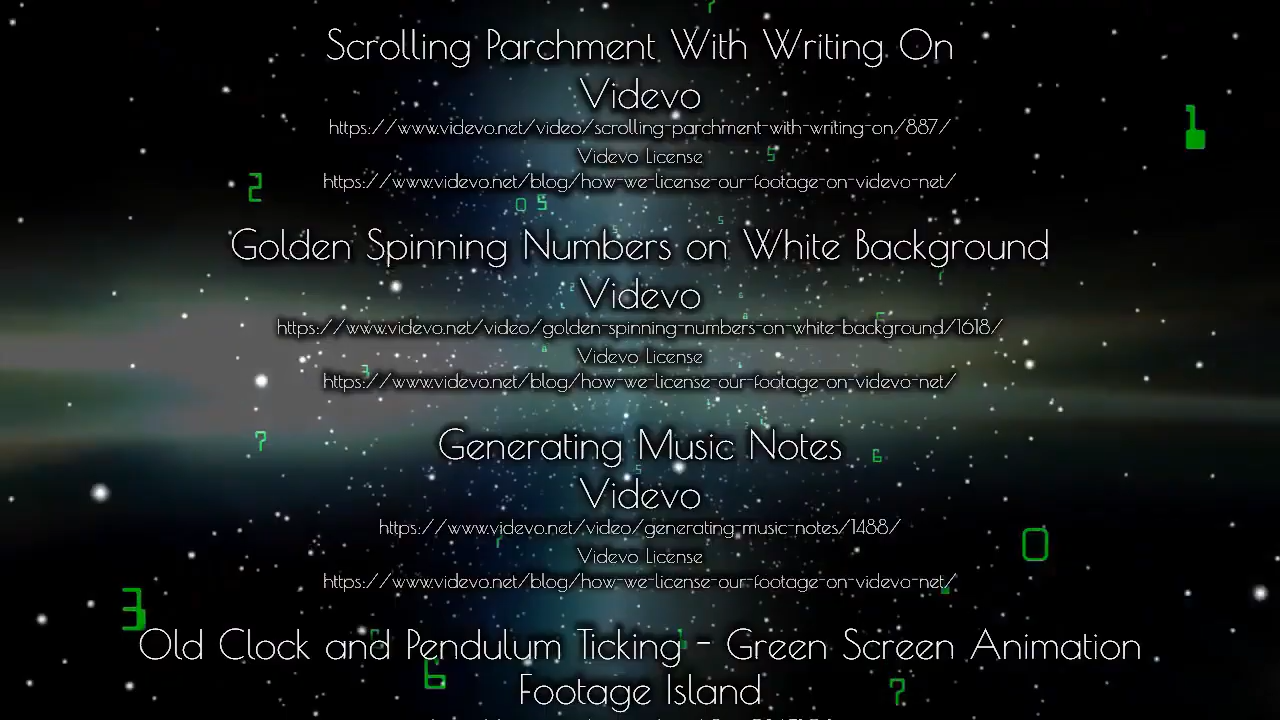 Scrolling Parchment With Writing On
Videvo
https://www.videvo.net/video/scrolling-parchment-with-writing-on/887/
Videvo License
https://www.videvo.net/blog/how-we-license-our-footage-on-videvo-net/
Golden Spinning Numbers on White Background
Videvo
https://www.videvo.net/video/golden-spinning-numbers-on-white-background/1618/
Videvo License
https://www.videvo.net/blog/how-we-license-our-footage-on-videvo-net/
Generating Music Notes
Videvo
https://www.videvo.net/video/generating-music-notes/1488/
Videvo License
https://www.videvo.net/blog/how-we-license-our-footage-on-videvo-net/
Old Clock and Pendulum Ticking - Green Screen Animation
Footage Island